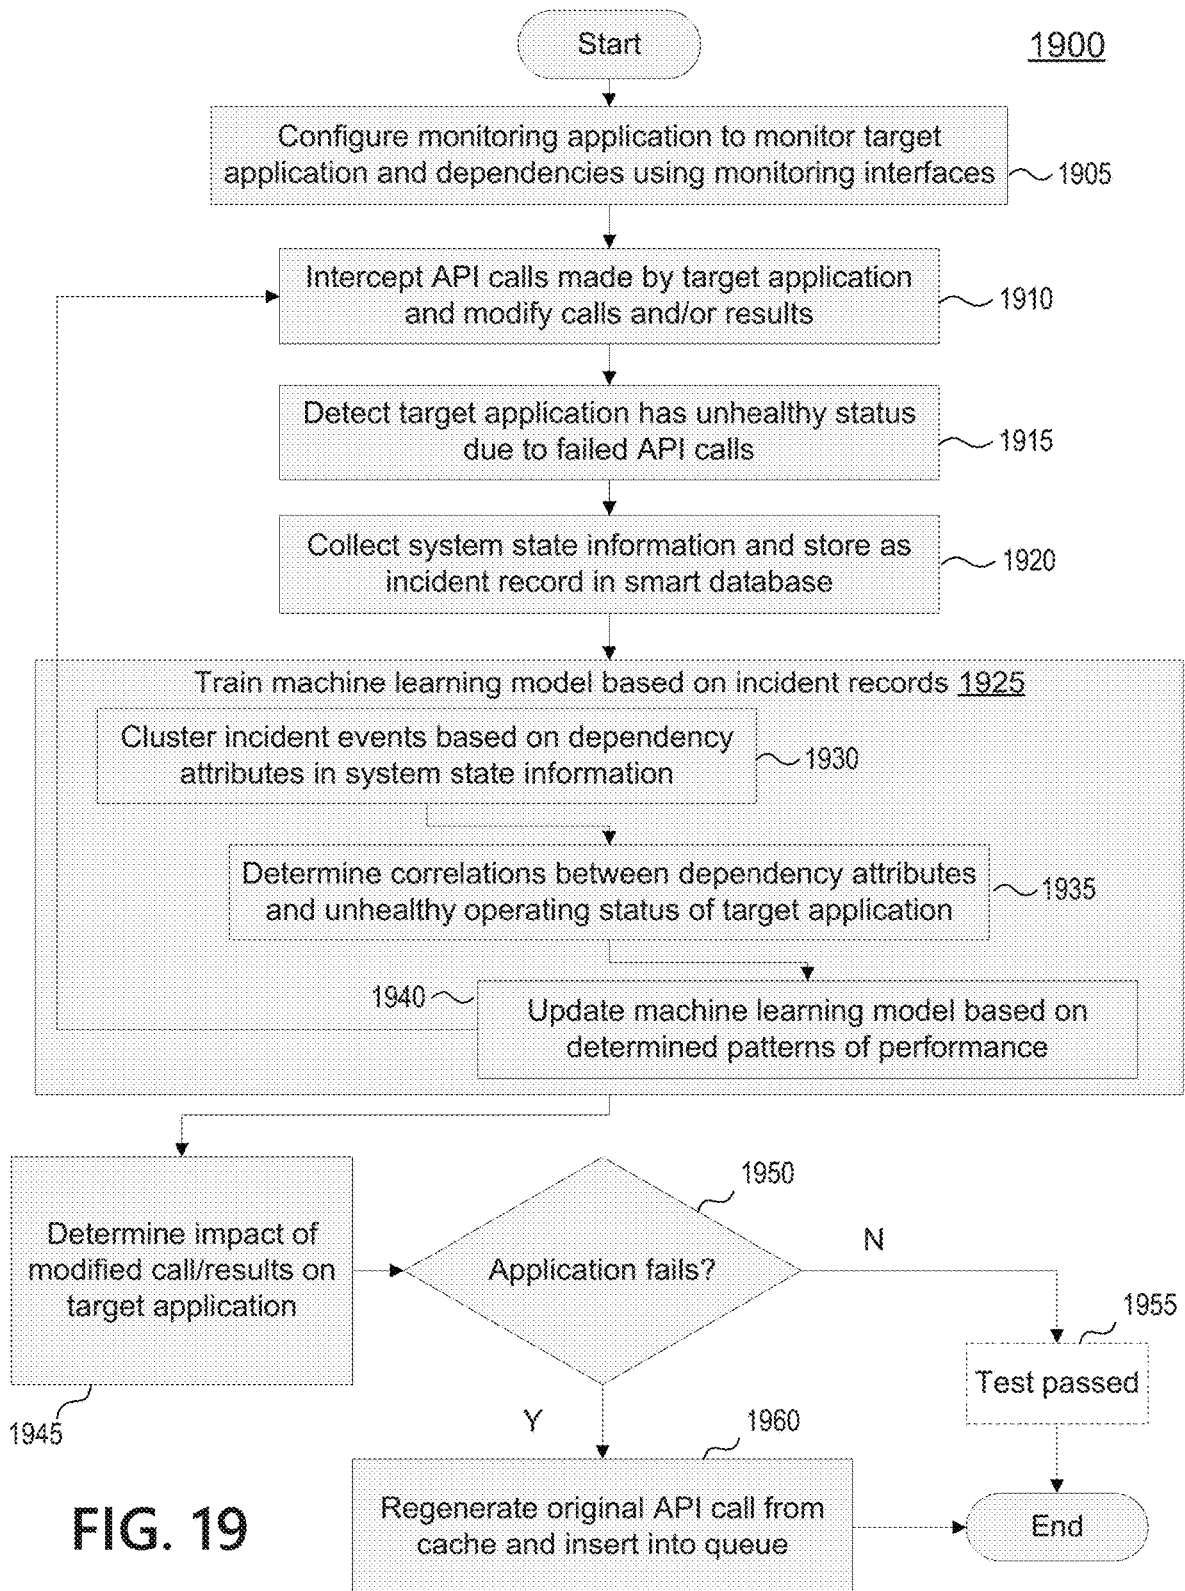 Start
1900
Configure monitoring application to monitor target
application and dependencies using monitoring interfaces
1905
Intercept API calls made by target application
and modify calls and/or results
1910
Detect target application has unhealthy status
due to failed API calls
1915
Collect system state information and store as
incident record in smart database
1920
Train machine learning model based on incident records 1925
Cluster incident events based on dependency
attributes in system state information
1930
Determine correlations between dependency attributes
and unhealthy operating status of target application
1935
1940
Update machine learning model based on
determined patterns of performance
Determine impact of
modified call/results on
target application
1945
Application fails?
1950
N
1955
Test passed
Y
1960
Regenerate original API call from
cache and insert into queue
End
FIG. 19